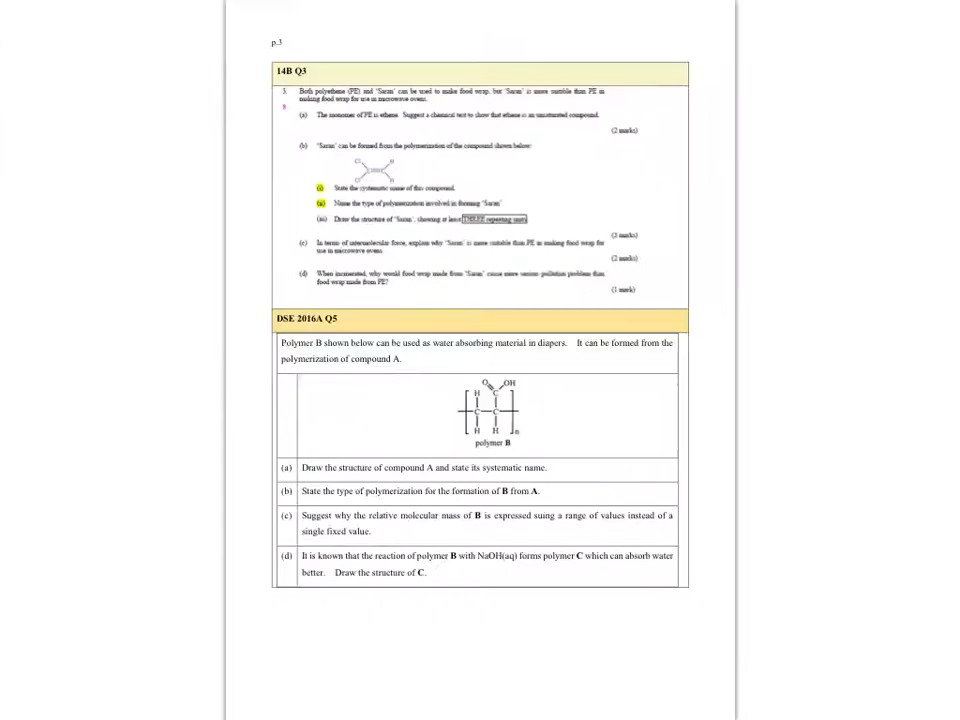 p.3
14B Q3
3. Both polyethene (PE) and 'Saran' can be used to make food wrap, but 'Saran' is more suitable than PE in
making food wrap for use in microwave ovens.
(a) The monomer of PE is ethene. Suggest a chemical test to show that ethene is an unsaturated compound.
(2 marks)
(b) 'Saran' can be formed from the polymerization of the compound shown below:
Cl H
Cl H
(i) State the systematic name of this compound.
(ii) Name the type of polymerization involved in forming 'Saran'
(iii) Draw the structure of 'Saran', showing at least THREE repeating units
(3 marks)
(c) In terms of intermolecular force, explain why 'Saran' is more suitable than PE in making food wrap for
use in microwave ovens.
(2 marks)
(d) When incinerated, why would food wrap made from 'Saran' cause more serious pollution problem than
food wrap made from PE?
(1 mark)
DSE 2016A Q5
Polymer B shown below can be used as water absorbing material in diapers. It can be formed from the
polymerization of compound A.
O OH
H C
C C
H H n
polymer B
(a) Draw the structure of compound A and state its systematic name.
(b) State the type of polymerization for the formation of B from A.
(c) Suggest why the relative molecular mass of B is expressed suing a range of values instead of a
single fixed value.
(d) It is known that the reaction of polymer B with NaOH(aq) forms polymer C which can absorb water
better. Draw the structure of C.